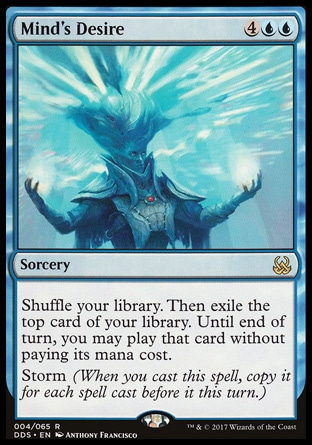 Mind's Desire 4
Sorcery
Shuffle your library. Then exile the
top card of your library. Until end of
turn, you may play that card without
paying its mana cost.
Storm (When you cast this spell, copy it
for each spell cast before it this turn.)
004/065 R
DDS • EN Anthony Francisco
™ & © 2017 Wizards of the Coast